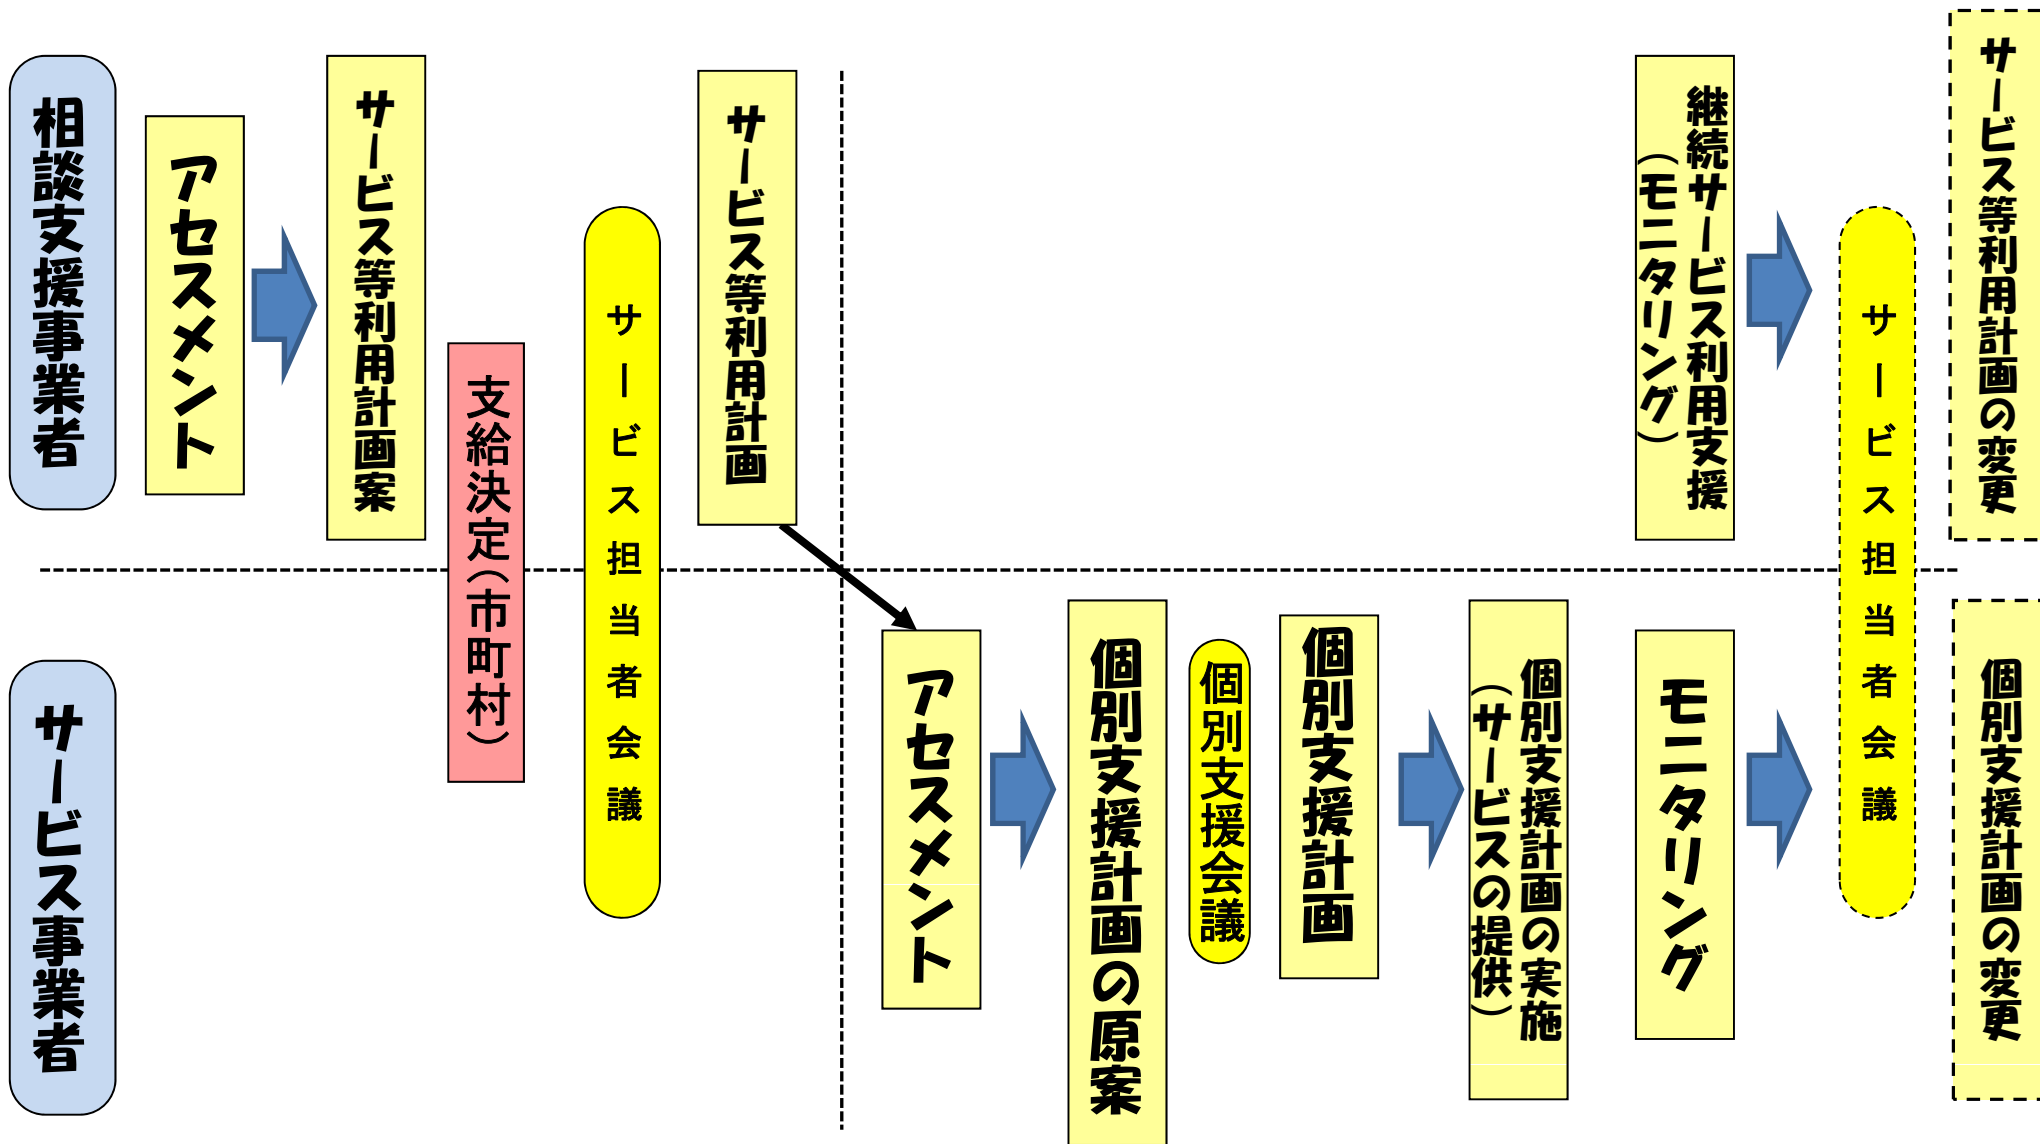 相談支援事業者
アセスメント
サービス等利用計画案
支給決定（市町村）
サービス担当者会議
サービス等利用計画
継続サービス利用支援
（モニタリング）
サービス担当者会議
サービス等利用計画の変更
サービス事業者
アセスメント
個別支援計画の原案
個別支援会議
個別支援計画
個別支援計画の実施
（サービスの提供）
モニタリング
個別支援計画の変更